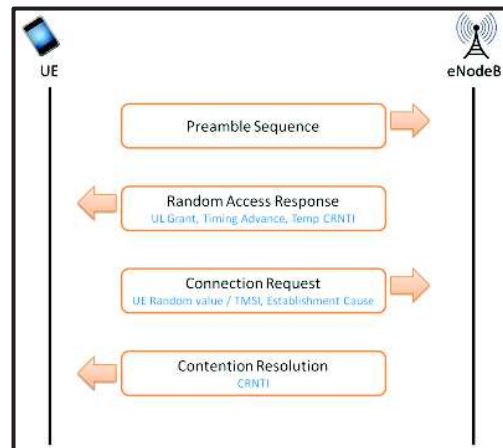 UE
eNodeB
Preamble Sequence
Random Access Response
UL Grant, Timing Advance, Temp CRNTI
Connection Request
UE Random value / TMSI, Establishment Cause
Contention Resolution
CRNTI